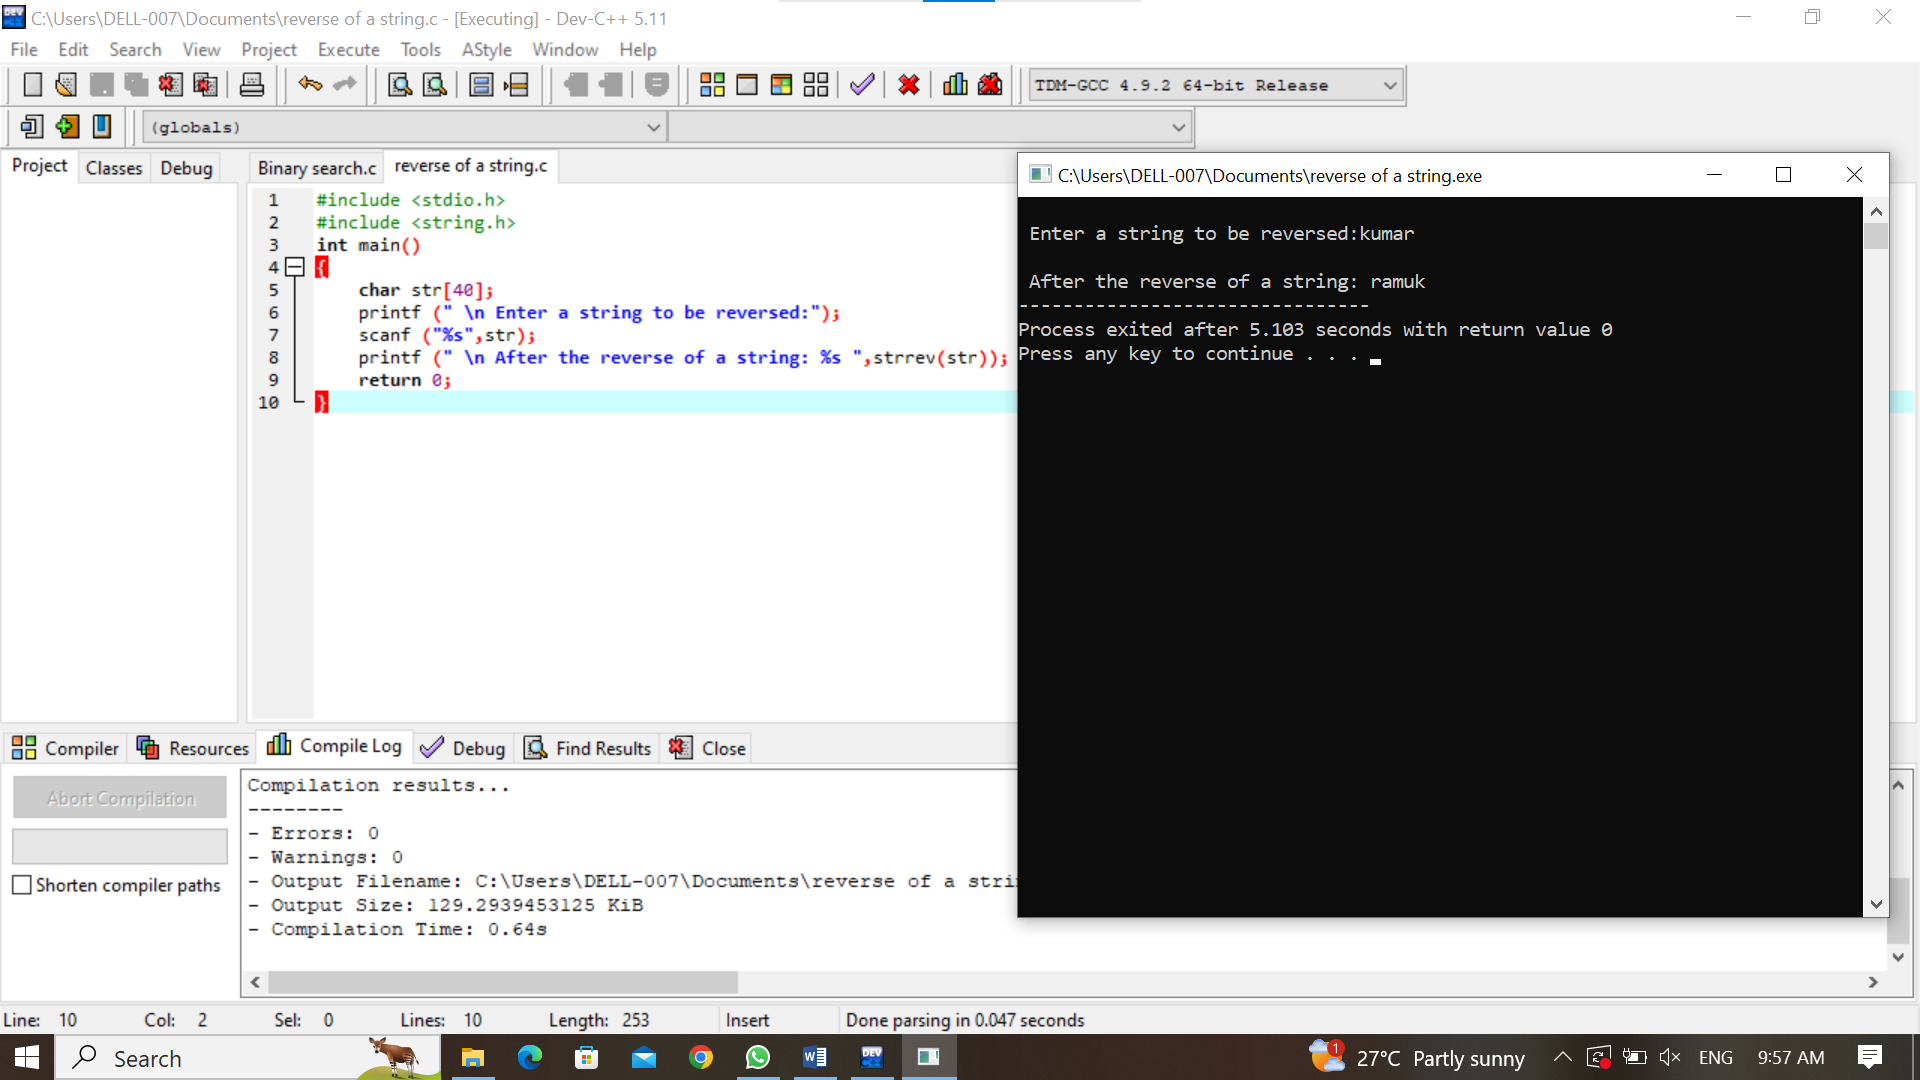 C:\Users\DELL-007\Documents\reverse of a string.c - [Executing] - Dev-C++ 5.11
File Edit Search View Project Execute Tools AStyle Window Help
TDM-GCC 4.9.2 64-bit Release
(globals)
Project Classes Debug
Binary search.c reverse of a string.c
1 #include <stdio.h>
2 #include <string.h>
3 int main()
4 {
5 char str[40];
6 printf (" \n Enter a string to be reversed:");
7 scanf ("%s",str);
8 printf (" \n After the reverse of a string: %s ",strrev(str));
9 return 0;
10 }
C:\Users\DELL-007\Documents\reverse of a string.exe
Enter a string to be reversed:kumar
After the reverse of a string: ramuk
--------------------------------
Process exited after 5.103 seconds with return value 0
Press any key to continue . . .
Compiler Resources Compile Log Debug Find Results Close
Abort Compilation
Shorten compiler paths
Compilation results...
--------
- Errors: 0
- Warnings: 0
- Output Filename: C:\Users\DELL-007\Documents\reverse of a stri
- Output Size: 129.2939453125 KiB
- Compilation Time: 0.64s
Line: 10 Col: 2 Sel: 0 Lines: 10 Length: 253 Insert Done parsing in 0.047 seconds
Search DEV 1 27°C Partly sunny ENG 9:57 AM